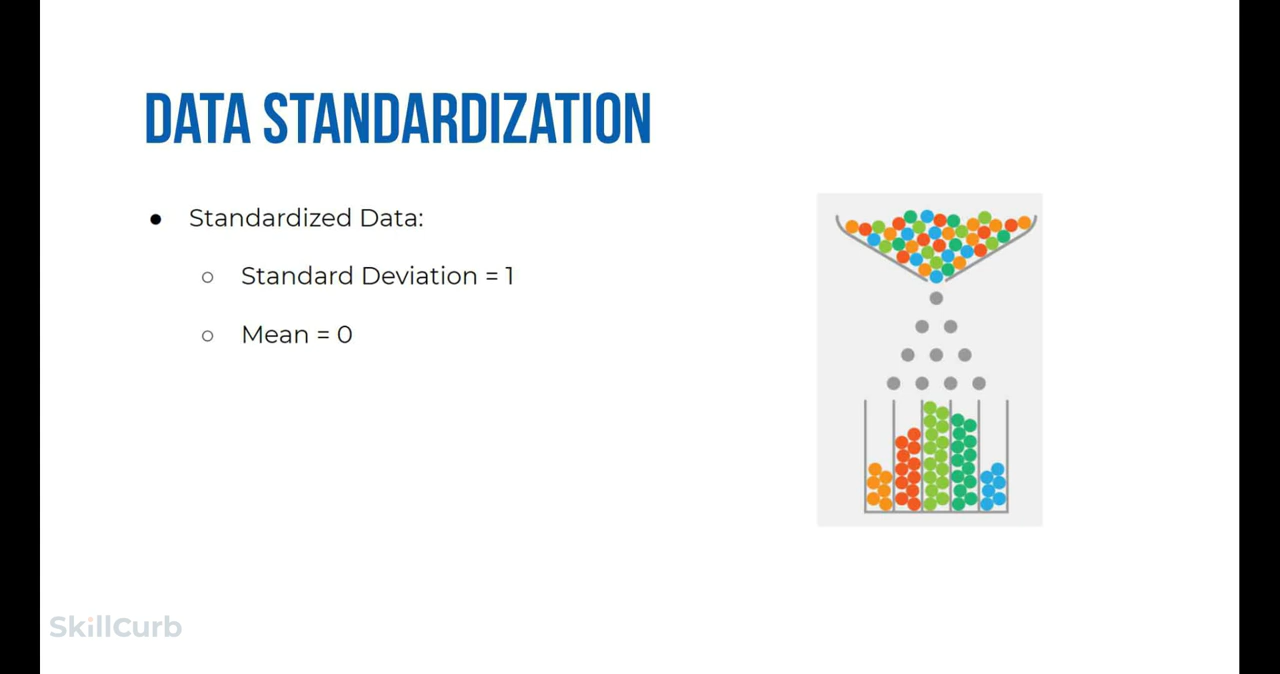 DATA STANDARDIZATION
● Standardized Data:
○ Standard Deviation = 1
○ Mean = 0
SkillCurb